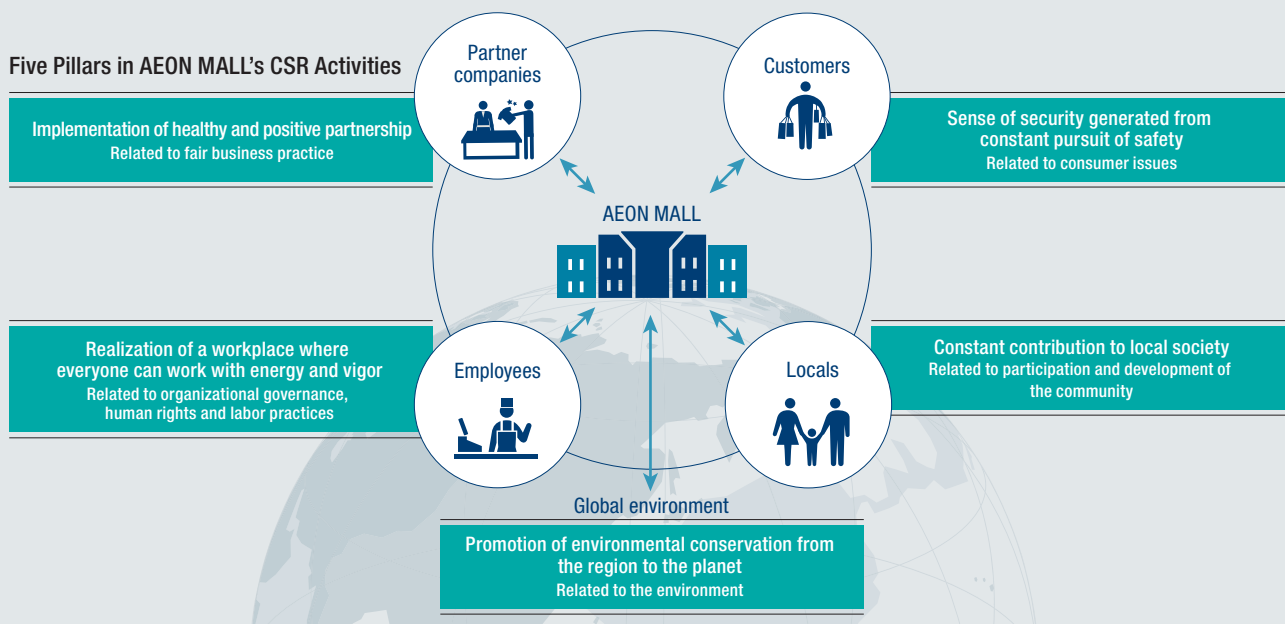 Five Pillars in AEON MALL's CSR Activities
Partner
companies
Implementation of healthy and positive partnership
Related to fair business practice
Customers
Sense of security generated from
constant pursuit of safety
Related to consumer issues
AEON MALL
Realization of a workplace where
everyone can work with energy and vigor
Related to organizational governance,
human rights and labor practices
Employees
Locals
Constant contribution to local society
Related to participation and development of
the community
Global environment
Promotion of environmental conservation from
the region to the planet
Related to the environment